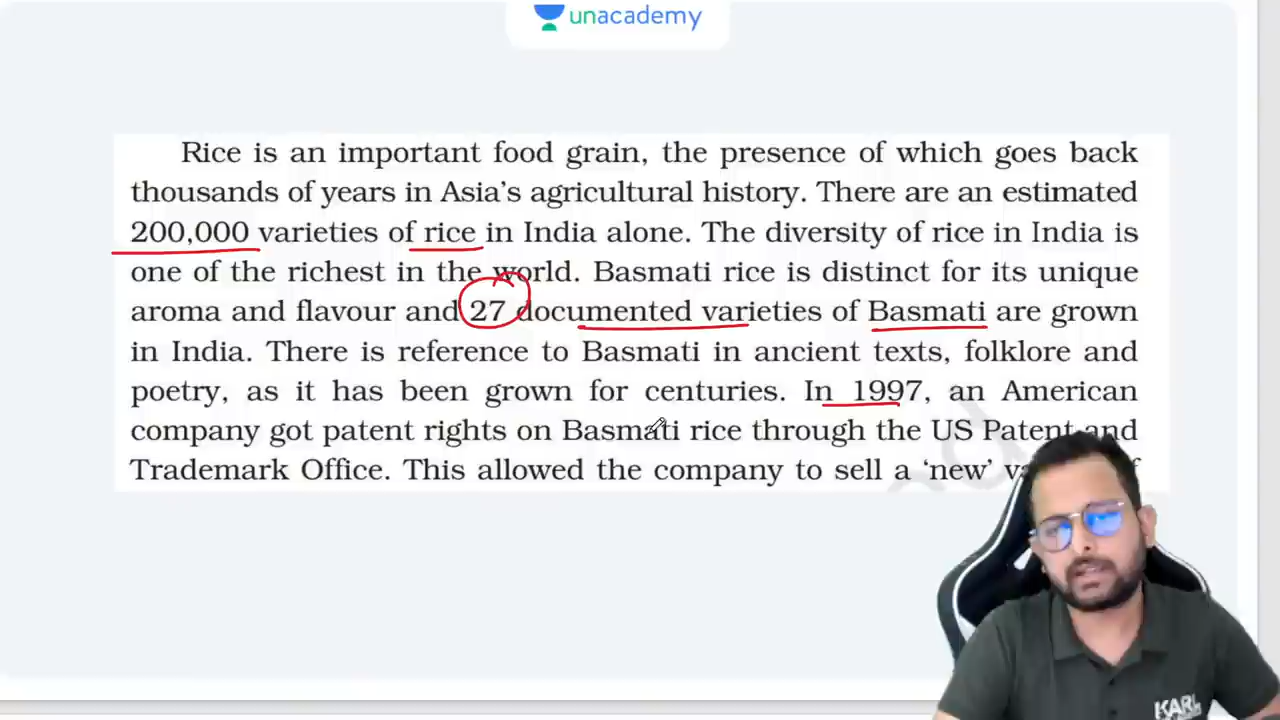 unacademy
Rice is an important food grain, the presence of which goes back
thousands of years in Asia’s agricultural history. There are an estimated
200,000 varieties of rice in India alone. The diversity of rice in India is
one of the richest in the world. Basmati rice is distinct for its unique
aroma and flavour and 27 documented varieties of Basmati are grown
in India. There is reference to Basmati in ancient texts, folklore and
poetry, as it has been grown for centuries. In 1997, an American
company got patent rights on Basmati rice through the US Patent and
Trademark Office. This allowed the company to sell a ‘new’
KARL